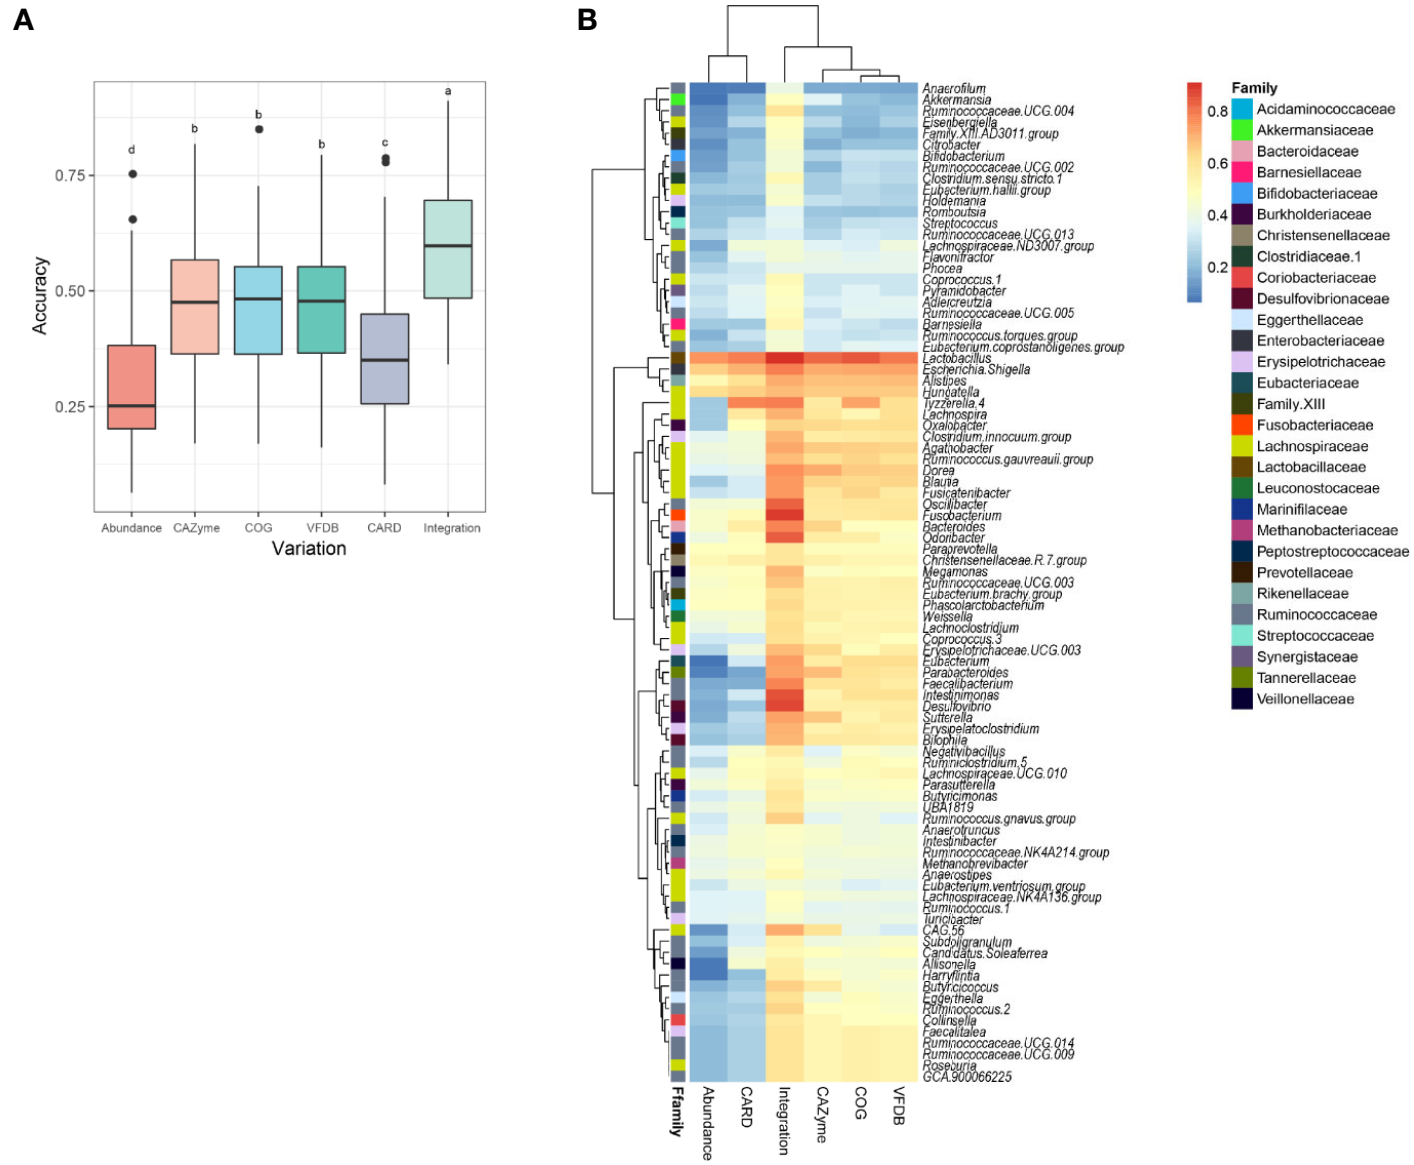 A
B
d
b
b
b
c
a
0.75
0.50
0.25
Accuracy
Abundance
CAZyme
COG
VFDB
CARD
Integration
Variation
Anaerofilum
Akkermansia
Ruminococcaceae.UCG.004
Eisenbergiella
Family.XIII.AD3011.group
Citrobacter
Bifidobacterium
Ruminococcaceae.UCG.002
Clostridium.sensu.stricto.1
Eubacterium.hallii.group
Holdemania
Romboutsia
Streptococcus
Ruminococcaceae.UCG.013
Lachnospiraceae.ND3007.group
Flavonifractor
Phocea
Coprococcus.1
Pyramidobacter
Adlercreutzia
Ruminococcaceae.UCG.005
Barnesiella
Ruminococcus.torques.group
Eubacterium.coprostanoligenes.group
Lactobacillus
Escherichia.Shigella
Alistipes
Hungatella
Tyzzerella.4
Lachnospira
Oxalobacter
Clostridium.innocuum.group
Agathobacter
Ruminococcus.gauvreauii.group
Dorea
Blautia
Fusicatenibacter
Oscillibacter
Fusobacterium
Bacteroides
Odoribacter
Paraprevotella
Christensenellaceae.R.7.group
Megamonas
Ruminococcaceae.UCG.003
Eubacterium.brachy.group
Phascolarctobacterium
Weissella
Lachnoclostridium
Coprococcus.3
Erysipelotrichaceae.UCG.003
Eubacterium
Parabacteroides
Faecalibacterium
Intestinimonas
Desulfovibrio
Sutterella
Erysipelatoclostridium
Bilophila
Negativibacillus
Ruminiclostridium.5
Lachnospiraceae.UCG.010
Parasutterella
Butyricimonas
UBA1819
Ruminococcus.gnavus.group
Anaerotruncus
Intestinibacter
Ruminococcaceae.NK4A214.group
Methanobrevibacter
Anaerostipes
Eubacterium.ventriosum.group
Lachnospiraceae.NK4A136.group
Ruminococcus.1
Turicibacter
CAG.56
Subdoligranulum
Candidatus.Soleaferrea
Allisonella
Harryflintia
Butyricicoccus
Eggerthella
Ruminococcus.2
Collinsella
Faecalitalea
Ruminococcaceae.UCG.014
Ruminococcaceae.UCG.009
Roseburia
GCA.900066225
Ffamily
Abundance
CARD
Integration
CAZyme
COG
VFDB
0.8
0.6
0.4
0.2
Family
Acidaminococcaceae
Akkermansiaceae
Bacteroidaceae
Barnesiellaceae
Bifidobacteriaceae
Burkholderiaceae
Christensenellaceae
Clostridiaceae.1
Coriobacteriaceae
Desulfovibrionaceae
Eggerthellaceae
Enterobacteriaceae
Erysipelotrichaceae
Eubacteriaceae
Family.XIII
Fusobacteriaceae
Lachnospiraceae
Lactobacillaceae
Leuconostocaceae
Marinifilaceae
Methanobacteriaceae
Peptostreptococcaceae
Prevotellaceae
Rikenellaceae
Ruminococcaceae
Streptococcaceae
Synergistaceae
Tannerellaceae
Veillonellaceae